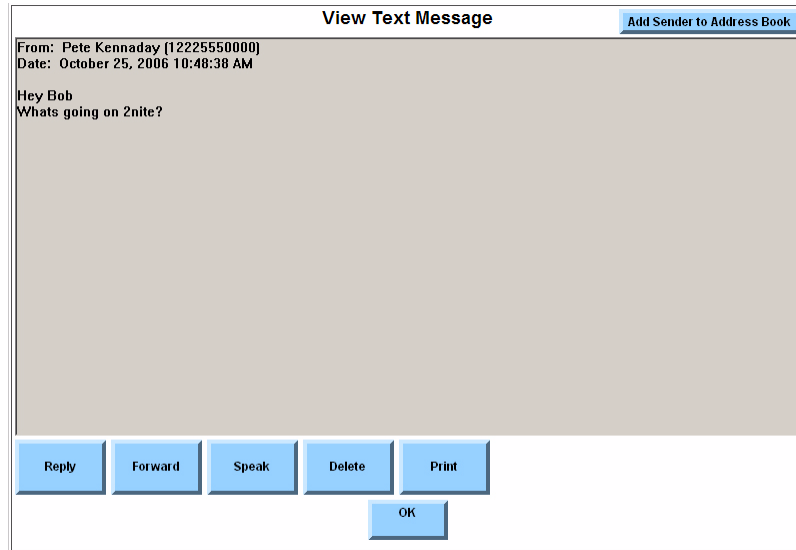 View Text Message
Add Sender to Address Book
From:  Pete Kennaday (12225550000)
Date:  October 25, 2006 10:48:38 AM
Hey Bob
Whats going on 2nite?
Reply
Forward
Speak
Delete
Print
OK